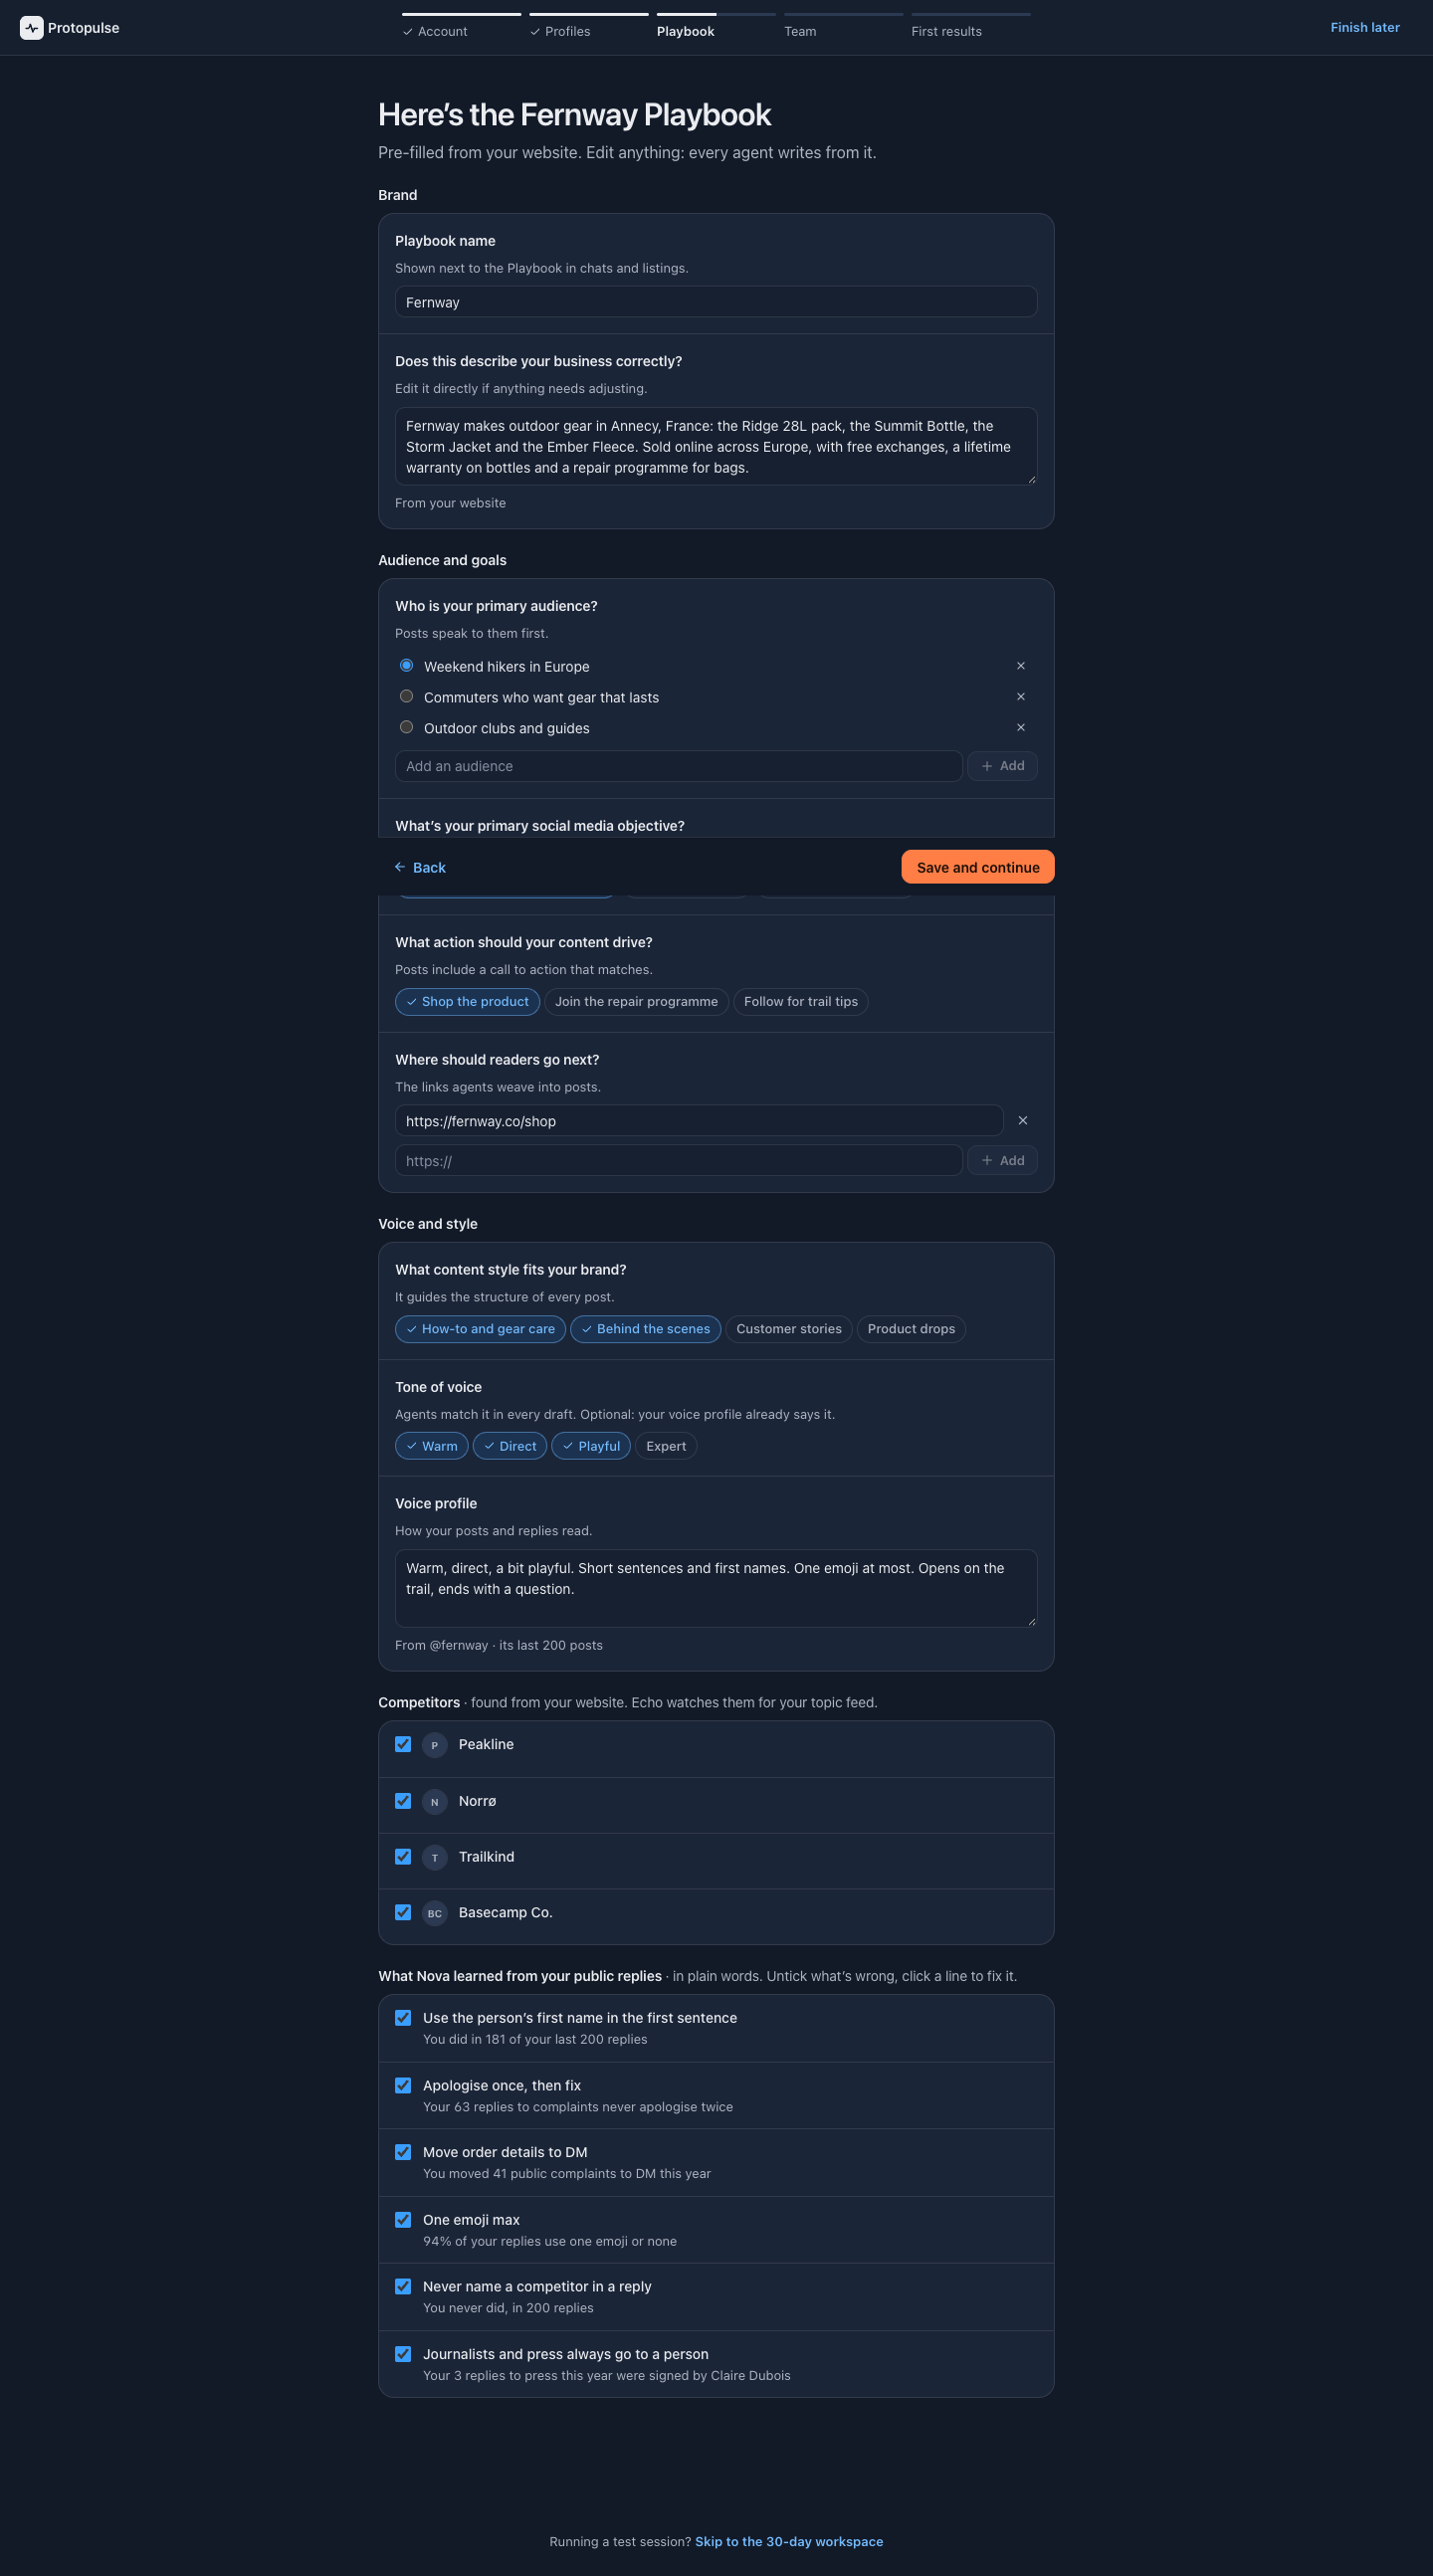 Protopulse
Account
Profiles
Playbook
Team
First results
Finish later
Here’s the Fernway Playbook
Pre-filled from your website. Edit anything: every agent writes from it.
Brand
Playbook name
Shown next to the Playbook in chats and listings.
Fernway
Does this describe your business correctly?
Edit it directly if anything needs adjusting.
Fernway makes outdoor gear in Annecy, France: the Ridge 28L pack, the Summit Bottle, the
Storm Jacket and the Ember Fleece. Sold online across Europe, with free exchanges, a lifetime
warranty on bottles and a repair programme for bags.
From your website
Audience and goals
Who is your primary audience?
Posts speak to them first.
Weekend hikers in Europe
Commuters who want gear that lasts
Outdoor clubs and guides
Add an audience
Add
What’s your primary social media objective?
Back
Save and continue
What action should your content drive?
Posts include a call to action that matches.
Shop the product
Join the repair programme
Follow for trail tips
Where should readers go next?
The links agents weave into posts.
https://fernway.co/shop
https://
Add
Voice and style
What content style fits your brand?
It guides the structure of every post.
How-to and gear care
Behind the scenes
Customer stories
Product drops
Tone of voice
Agents match it in every draft. Optional: your voice profile already says it.
Warm
Direct
Playful
Expert
Voice profile
How your posts and replies read.
Warm, direct, a bit playful. Short sentences and first names. One emoji at most. Opens on the
trail, ends with a question.
From @fernway · its last 200 posts
Competitors · found from your website. Echo watches them for your topic feed.
P
Peakline
N
Norrø
T
Trailkind
BC
Basecamp Co.
What Nova learned from your public replies · in plain words. Untick what’s wrong, click a line to fix it.
Use the person’s first name in the first sentence
You did in 181 of your last 200 replies
Apologise once, then fix
Your 63 replies to complaints never apologise twice
Move order details to DM
You moved 41 public complaints to DM this year
One emoji max
94% of your replies use one emoji or none
Never name a competitor in a reply
You never did, in 200 replies
Journalists and press always go to a person
Your 3 replies to press this year were signed by Claire Dubois
Running a test session? Skip to the 30-day workspace